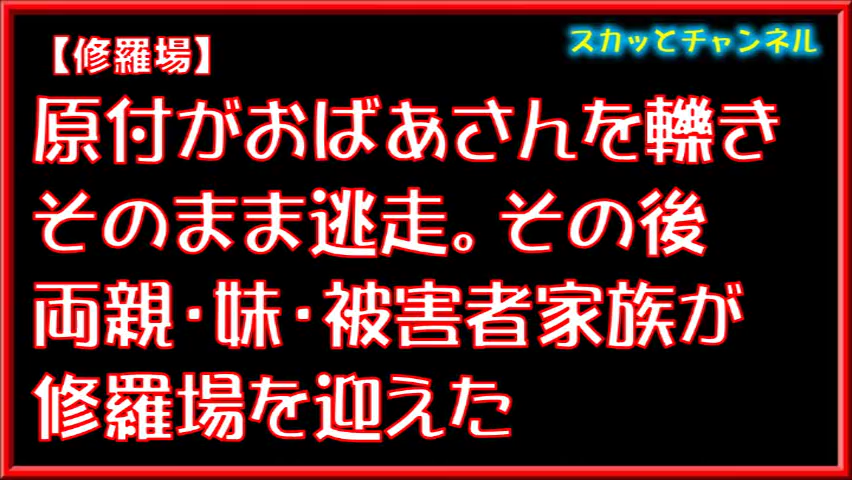 【修羅場】
スカッとチャンネル
原付がおばあさんを轢き
そのまま逃走。その後
両親・妹・被害者家族が
修羅場を迎えた